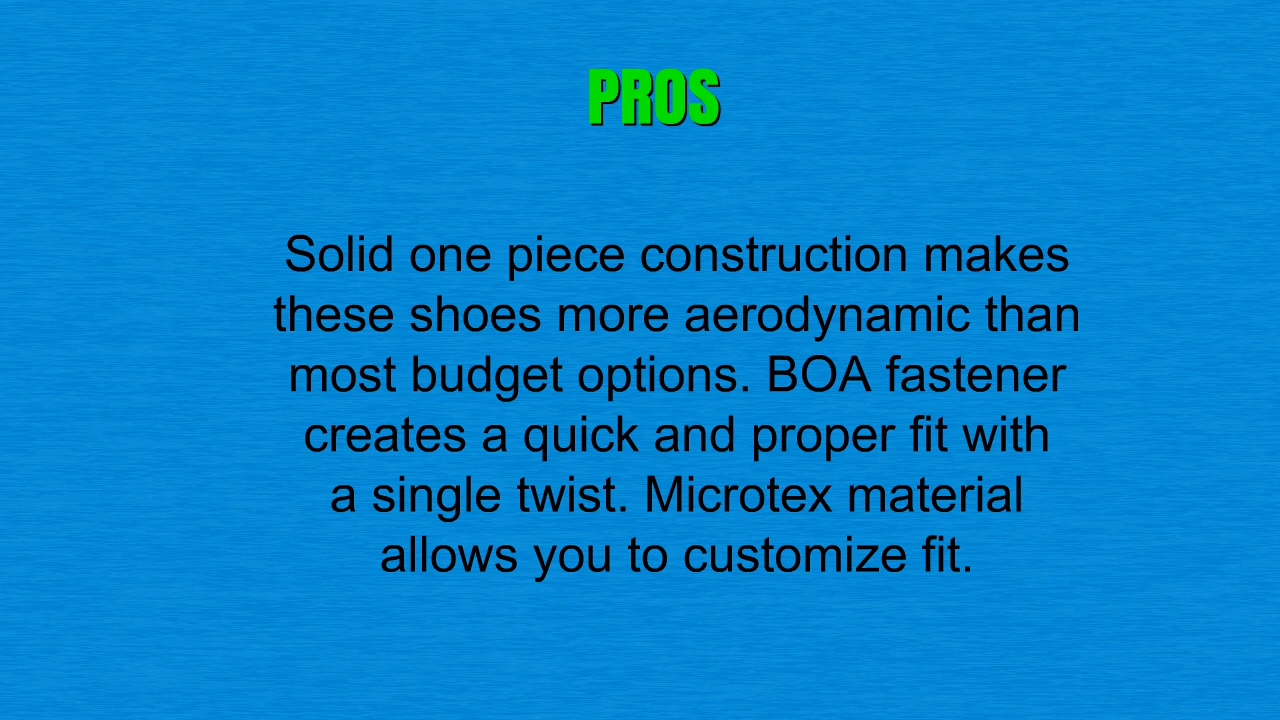 PROS
Solid one piece construction makes
these shoes more aerodynamic than
most budget options. BOA fastener
creates a quick and proper fit with
a single twist. Microtex material
allows you to customize fit.